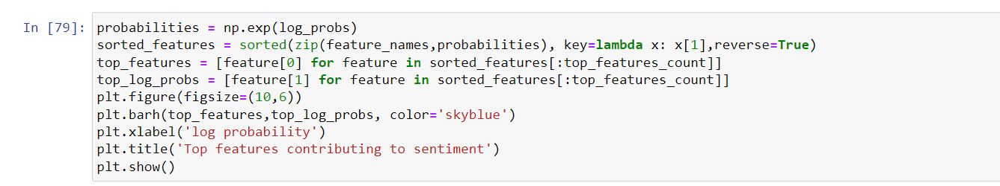 In [79]: probabilities = np.exp(log_probs)
sorted_features = sorted(zip(feature_names,probabilities), key=lambda x: x[1],reverse=True)
top_features = [feature[0] for feature in sorted_features[:top_features_count]]
top_log_probs = [feature[1] for feature in sorted_features[:top_features_count]]
plt.figure(figsize=(10,6))
plt.barh(top_features,top_log_probs, color='skyblue')
plt.xlabel('log probability')
plt.title('Top features contributing to sentiment')
plt.show()